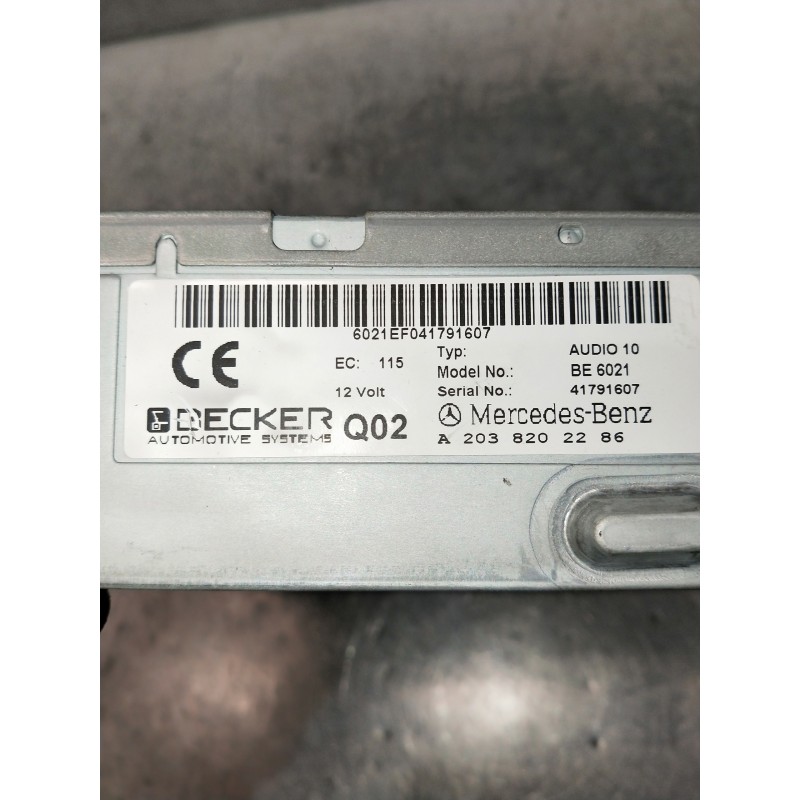 6021EF041791607
CE
EC: 115
Typ: AUDIO 10
Model No.: BE 6021
12 Volt
Serial No.: 41791607
BECKER
AUTOMOTIVE SYSTEMS
Q02
Mercedes-Benz
A 203 820 22 86